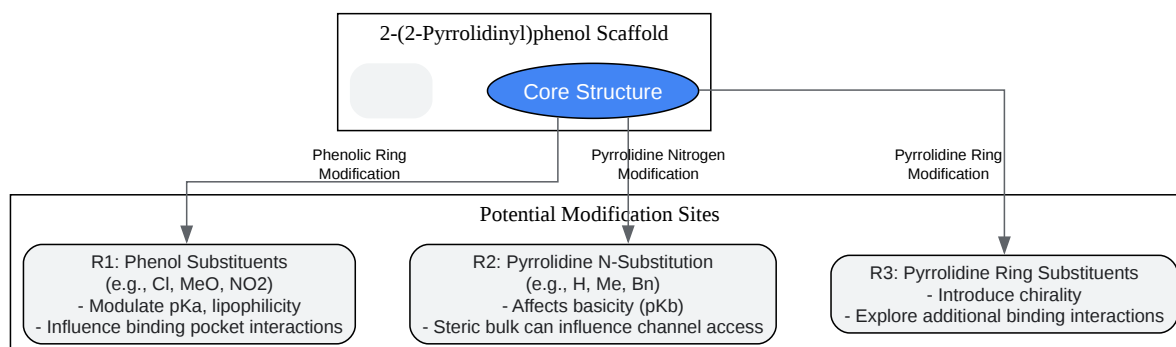 2-(2-Pyrrolidinyl)phenol Scaffold
Core Structure
Phenolic Ring
Modification
Pyrrolidine Nitrogen
Modification
Pyrrolidine Ring
Modification
Potential Modification Sites
R1: Phenol Substituents
(e.g., Cl, MeO, NO2)
- Modulate pKa, lipophilicity
- Influence binding pocket interactions
R2: Pyrrolidine N-Substitution
(e.g., H, Me, Bn)
- Affects basicity (pKb)
- Steric bulk can influence channel access
R3: Pyrrolidine Ring Substituents
- Introduce chirality
- Explore additional binding interactions